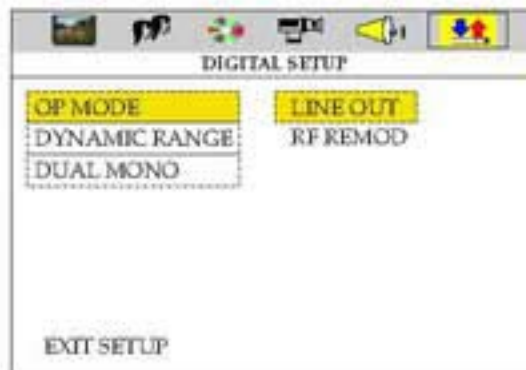 DIGITAL SETUP
OP MODE
LINE OUT
DYNAMIC RANGE
RF REMOD
DUAL MONO
EXIT SETUP